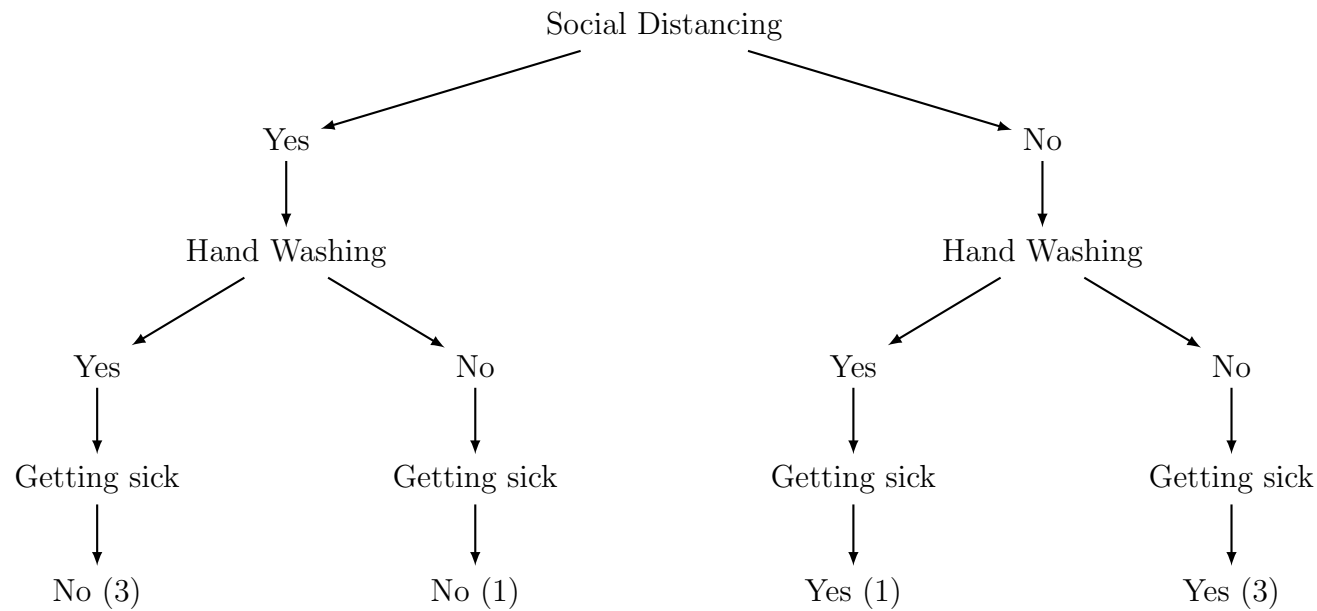 Social Distancing
Yes No
Hand Washing Hand Washing
Yes No Yes No
Getting sick Getting sick Getting sick Getting sick
No (3) No (1) Yes (1) Yes (3)